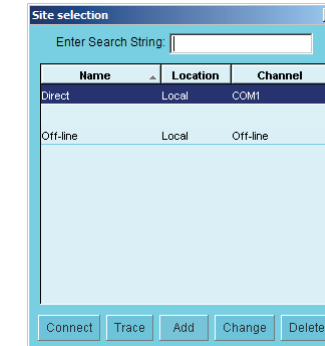 Site selection
Enter Search String:
Name Location Channel
Direct Local COM1
Off-line Local Off-line
Connect Trace Add Change Delete